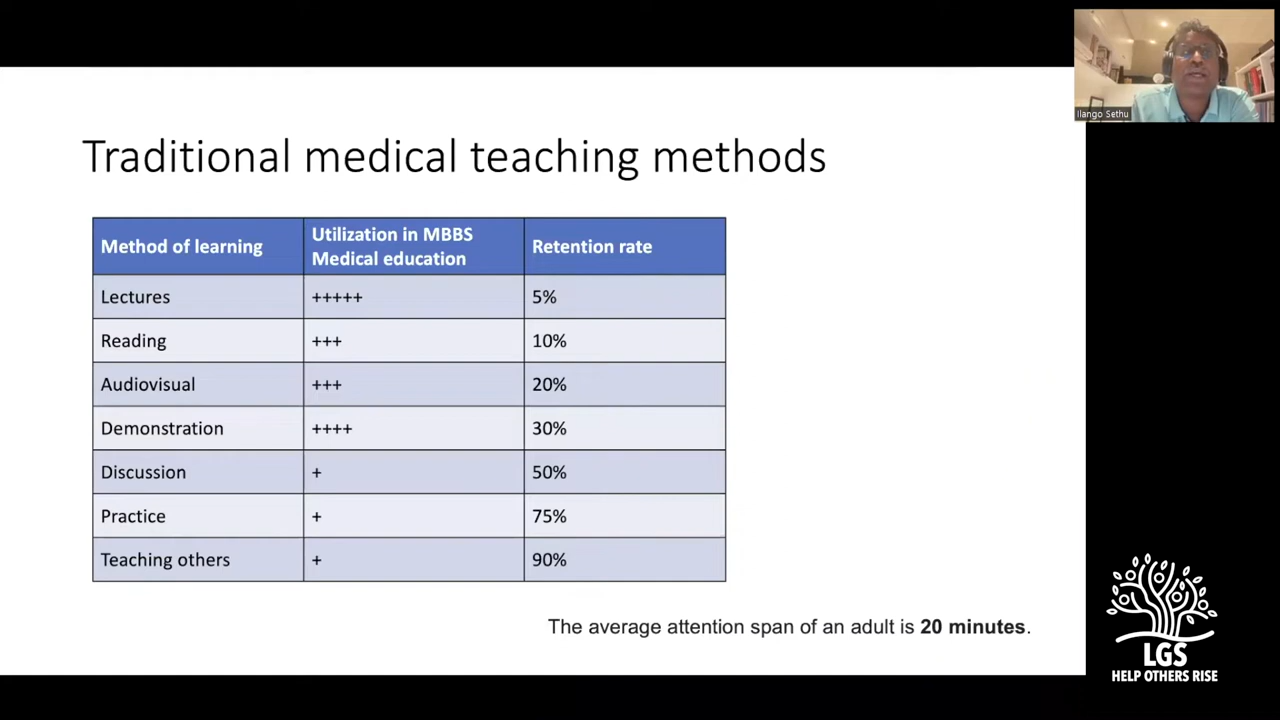 Ilango Sethu
Traditional medical teaching methods
Method of learning
Utilization in MBBS
Medical education
Retention rate
Lectures
+++++
5%
Reading
+++
10%
Audiovisual
+++
20%
Demonstration
++++
30%
Discussion
+
50%
Practice
+
75%
Teaching others
+
90%
The average attention span of an adult is 20 minutes.
LGS
HELP OTHERS RISE